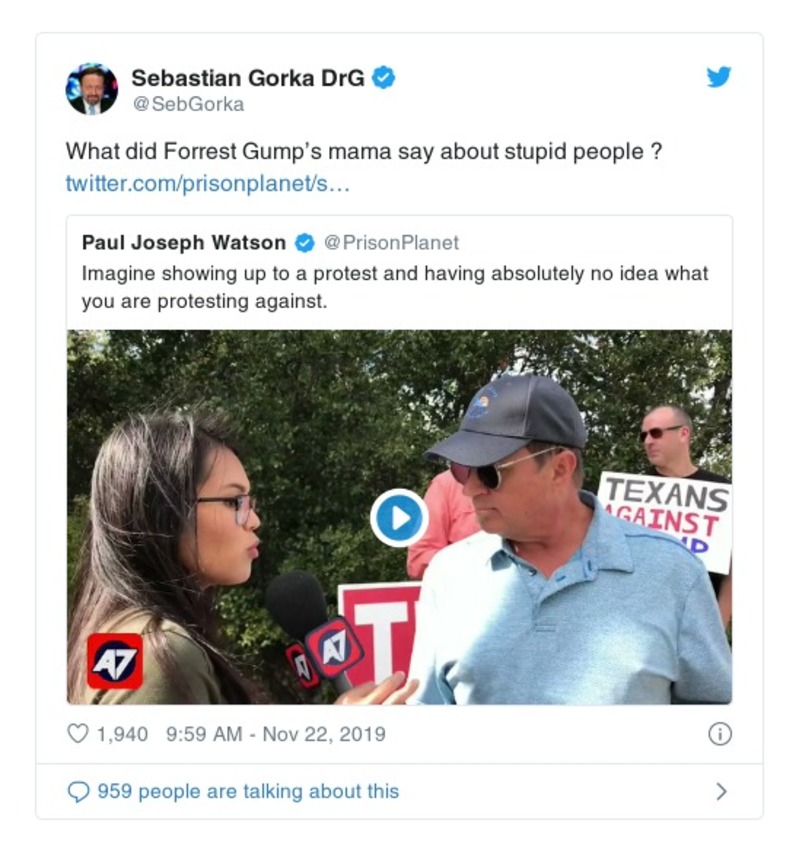 Sebastian Gorka DrG
@SebGorka
What did Forrest Gump's mama say about stupid people ?
twitter.com/prisonplanet/s…
Paul Joseph Watson @PrisonPlanet
Imagine showing up to a protest and having absolutely no idea what
you are protesting against.
TEXANS
AGAINST
T
A7
A7
1,940 9:59 AM - Nov 22, 2019
959 people are talking about this